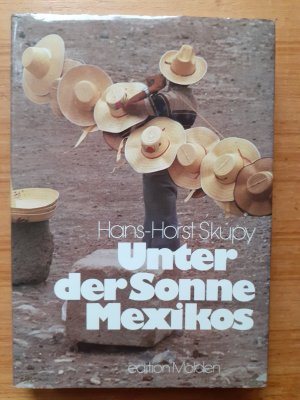 Hans-Horst Skupy
Unter
der Sonne
Mexikos
edition Molden